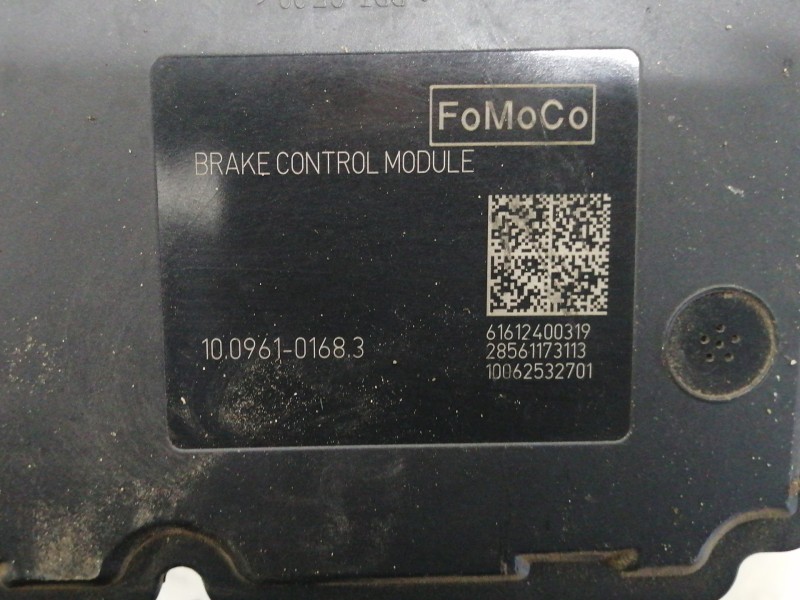 FoMoCo
BRAKE CONTROL MODULE
10.0961-0168.3
61612400319
28561173113
10062532701